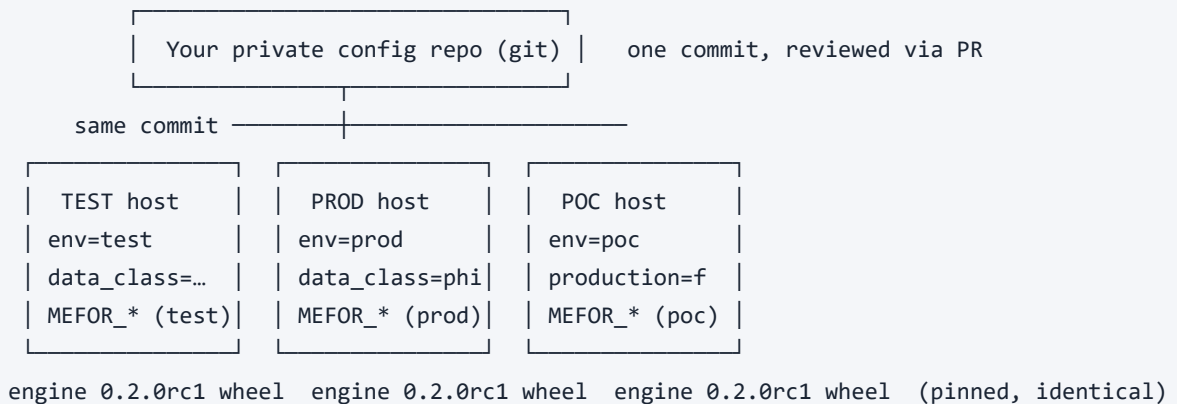 Your private config repo (git) one commit, reviewed via PR
same commit
TEST host PROD host POC host
env=test env=prod env=poc
data_class=… data_class=phi production=f
MEFOR_* (test) MEFOR_* (prod) MEFOR_* (poc)
engine 0.2.0rc1 wheel engine 0.2.0rc1 wheel engine 0.2.0rc1 wheel (pinned, identical)